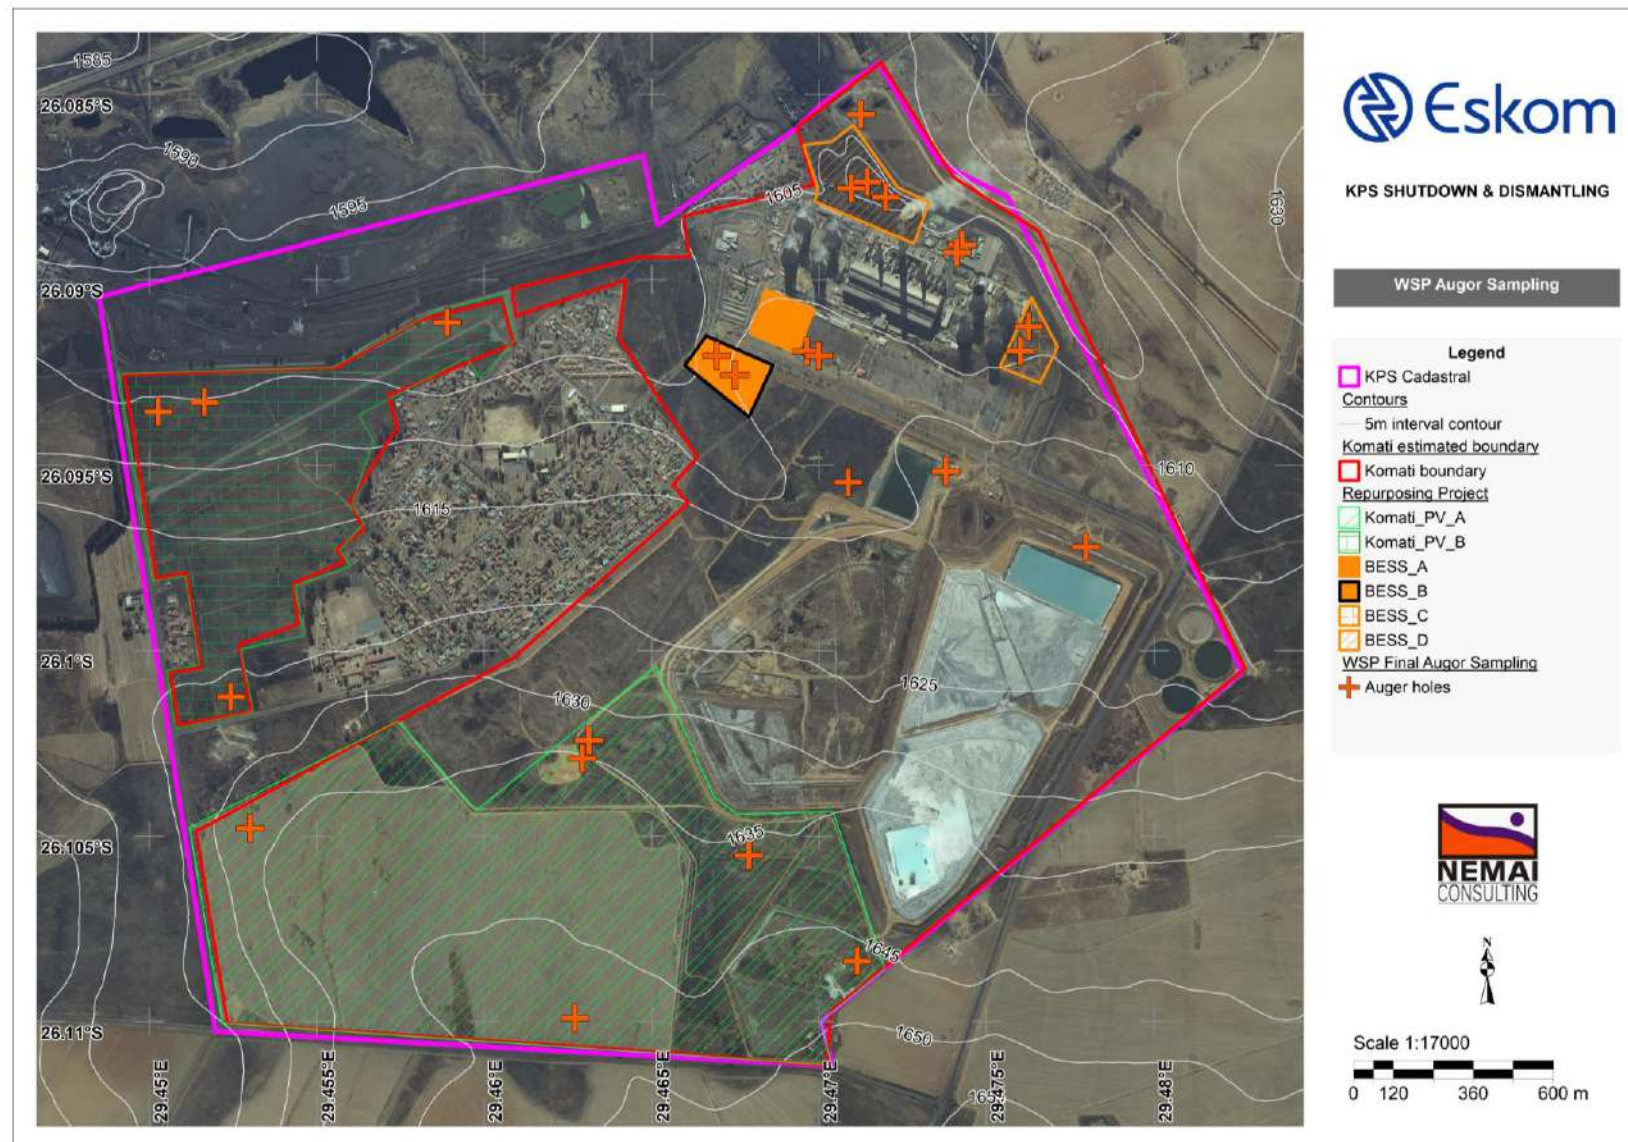 1585
26.085°S
1590
1595
1605
1630
26.09°S
26.095°S
1610
1615
26.1°S
1625
1630
26.105°S
1635
1645
26.11°S
1650
29.45°E
29.455°E
29.46°E
29.465°E
29.47°E
29.475°E
29.48°E
Eskom
KPS SHUTDOWN & DISMANTLING
WSP Augor Sampling
Legend
KPS Cadastral
Contours
5m interval contour
Komati estimated boundary
Komati boundary
Repurposing Project
Komati_PV_A
Komati_PV_B
BESS_A
BESS_B
BESS_C
BESS_D
WSP Final Augor Sampling
Auger holes
NEMAI
CONSULTING
N
Scale 1:17000
0 120 360 600 m